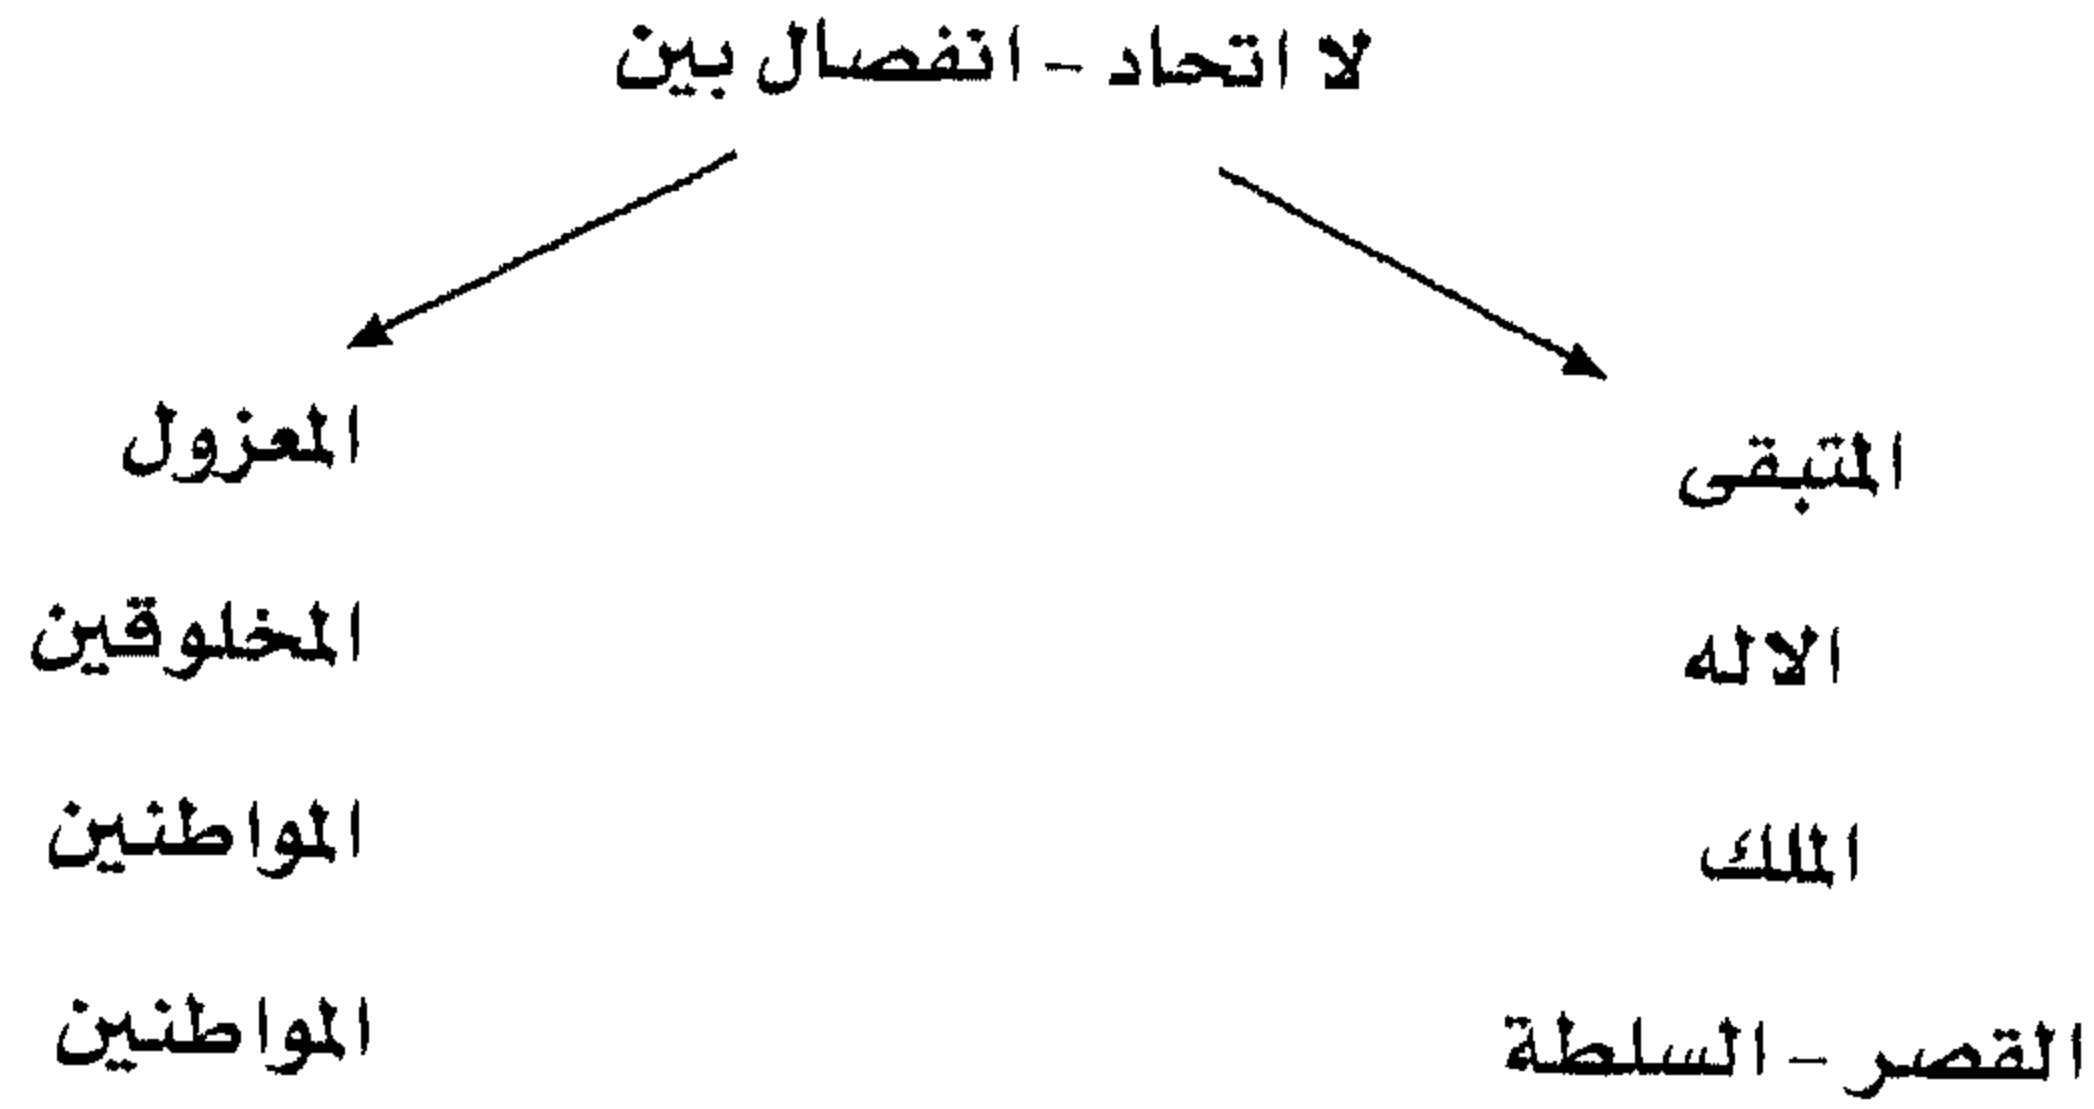 لا اتحاد - انفصال بين
المتبقى
المعزول
الاله
المخلوقين
الملك
المواطنين
القصر - السلطة
المواطنين